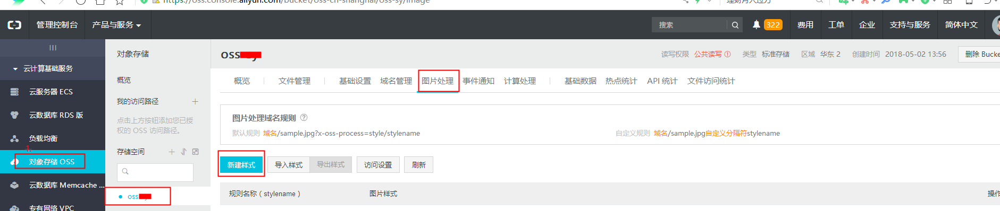 https://oss.console.aliyun.com/bucket/oss-cn-shanghai/oss-sy/image
理财月入过万
管理控制台 产品与服务 搜索 322 费用 工单 企业 支持与服务 简体中文
云计算基础服务
云服务器 ECS
云数据库 RDS 版
负载均衡
1.
对象存储 OSS
云数据库 Memcache ...
专有网络 VPC
对象存储
概览
我的访问路径
点击上方按钮添加您已授
权的 OSS 访问路径。
存储空间
oss
oss 读写权限 公共读写 类型 标准存储 区域 华东 2 创建时间 2018-05-02 13:56 删除 Bucke
概览 文件管理 基础设置 域名管理 图片处理 事件通知 计算处理 基础数据 热点统计 API 统计 文件访问统计
图片处理域名规则 ?
默认规则 域名/sample.jpg?x-oss-process=style/stylename 自定义规则 域名/sample.jpg自定义分隔符stylename
新建样式 导入样式 导出样式 访问设置 刷新
规则名称 ( stylename ) 图片样式 操作